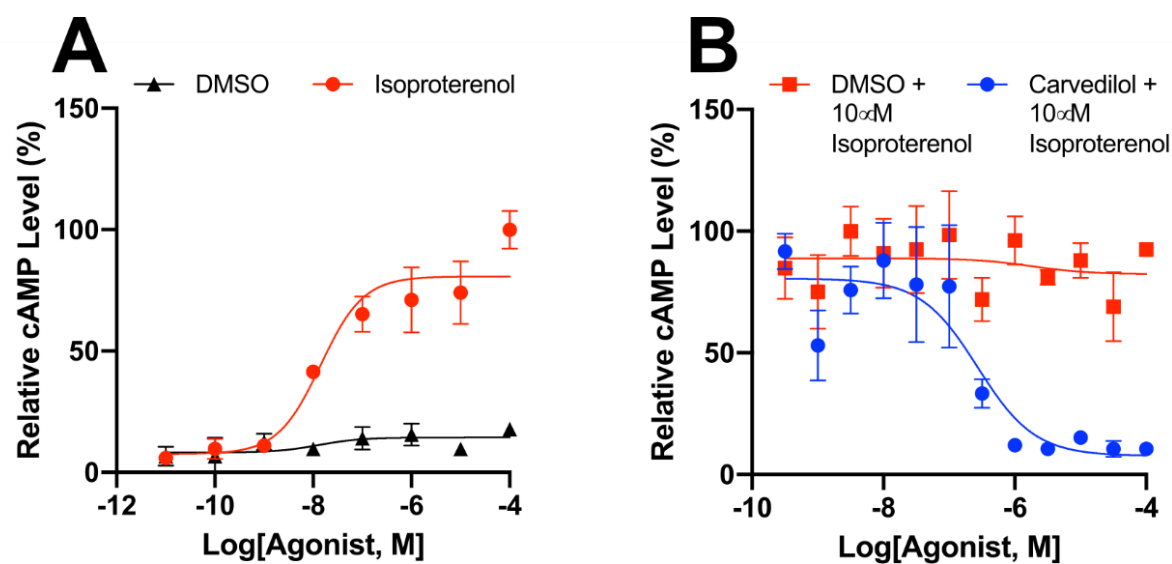 A
DMSO
Isoproterenol
Relative cAMP Level (%)
150
100
50
0
-12
-10
-8
-6
-4
Log[Agonist, M]
B
DMSO +
10∝M
Isoproterenol
Carvedilol +
10∝M
Isoproterenol
Relative cAMP Level (%)
150
100
50
0
-10
-8
-6
-4
Log[Agonist, M]